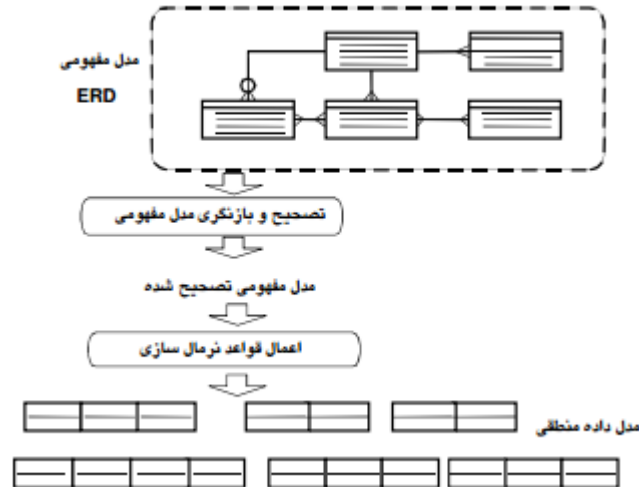 مدل مفهومی
ERD
تصحیح و بازنگری مدل مفهومی
مدل مفهومی تصحیح شده
اعمال قواعد نرمال سازی
مدل داده منطقی